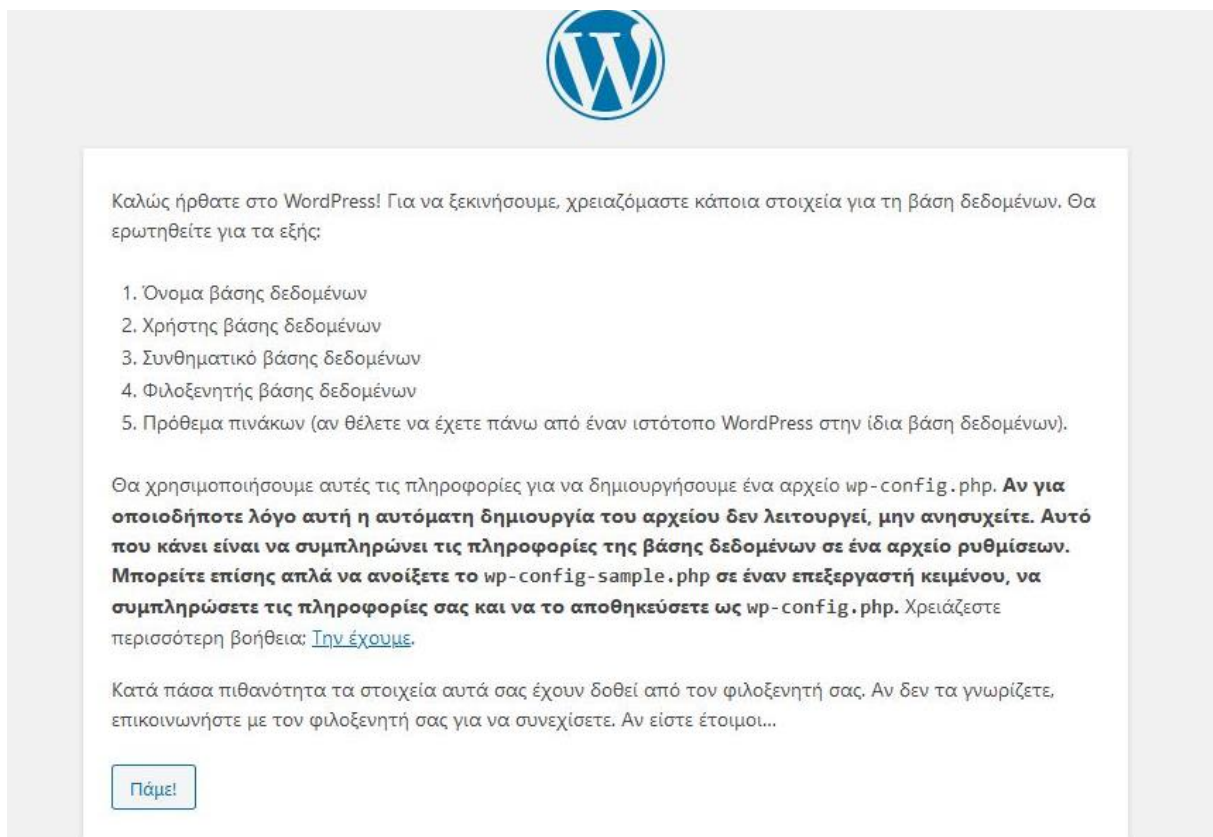 Καλώς ήρθατε στο WordPress! Για να ξεκινήσουμε, χρειαζόμαστε κάποια στοιχεία για τη βάση δεδομένων. Θα
ερωτηθείτε για τα εξής:
1. Όνομα βάσης δεδομένων
2. Χρήστης βάσης δεδομένων
3. Συνθηματικό βάσης δεδομένων
4. Φιλοξενητής βάσης δεδομένων
5. Πρόθεμα πινάκων (αν θέλετε να έχετε πάνω από έναν ιστότοπο WordPress στην ίδια βάση δεδομένων).
Θα χρησιμοποιήσουμε αυτές τις πληροφορίες για να δημιουργήσουμε ένα αρχείο wp-config.php. Αν για
οποιοδήποτε λόγο αυτή η αυτόματη δημιουργία του αρχείου δεν λειτουργεί, μην ανησυχείτε. Αυτό
που κάνει είναι να συμπληρώνει τις πληροφορίες της βάσης δεδομένων σε ένα αρχείο ρυθμίσεων.
Μπορείτε επίσης απλά να ανοίξετε το wp-config-sample.php σε έναν επεξεργαστή κειμένου, να
συμπληρώσετε τις πληροφορίες σας και να το αποθηκεύσετε ως wp-config.php. Χρειάζεστε
περισσότερη βοήθεια; Την έχουμε.
Κατά πάσα πιθανότητα τα στοιχεία αυτά σας έχουν δοθεί από τον φιλοξενητή σας. Αν δεν τα γνωρίζετε,
επικοινωνήστε με τον φιλοξενητή σας για να συνεχίσετε. Αν είστε έτοιμοι...
Πάμε!